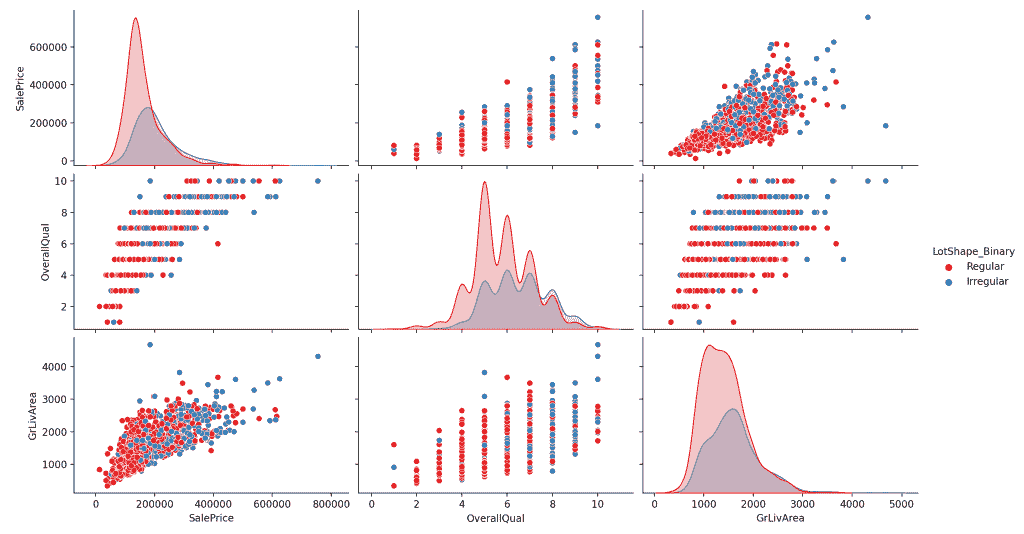 600000
400000
200000
0
SalePrice
10
8
6
4
2
OverallQual
LotShape_Binary
Regular
Irregular
4000
3000
2000
1000
GrLivArea
0 200000 400000 600000 800000
SalePrice
0 2 4 6 8 10
OverallQual
0 1000 2000 3000 4000 5000
GrLivArea